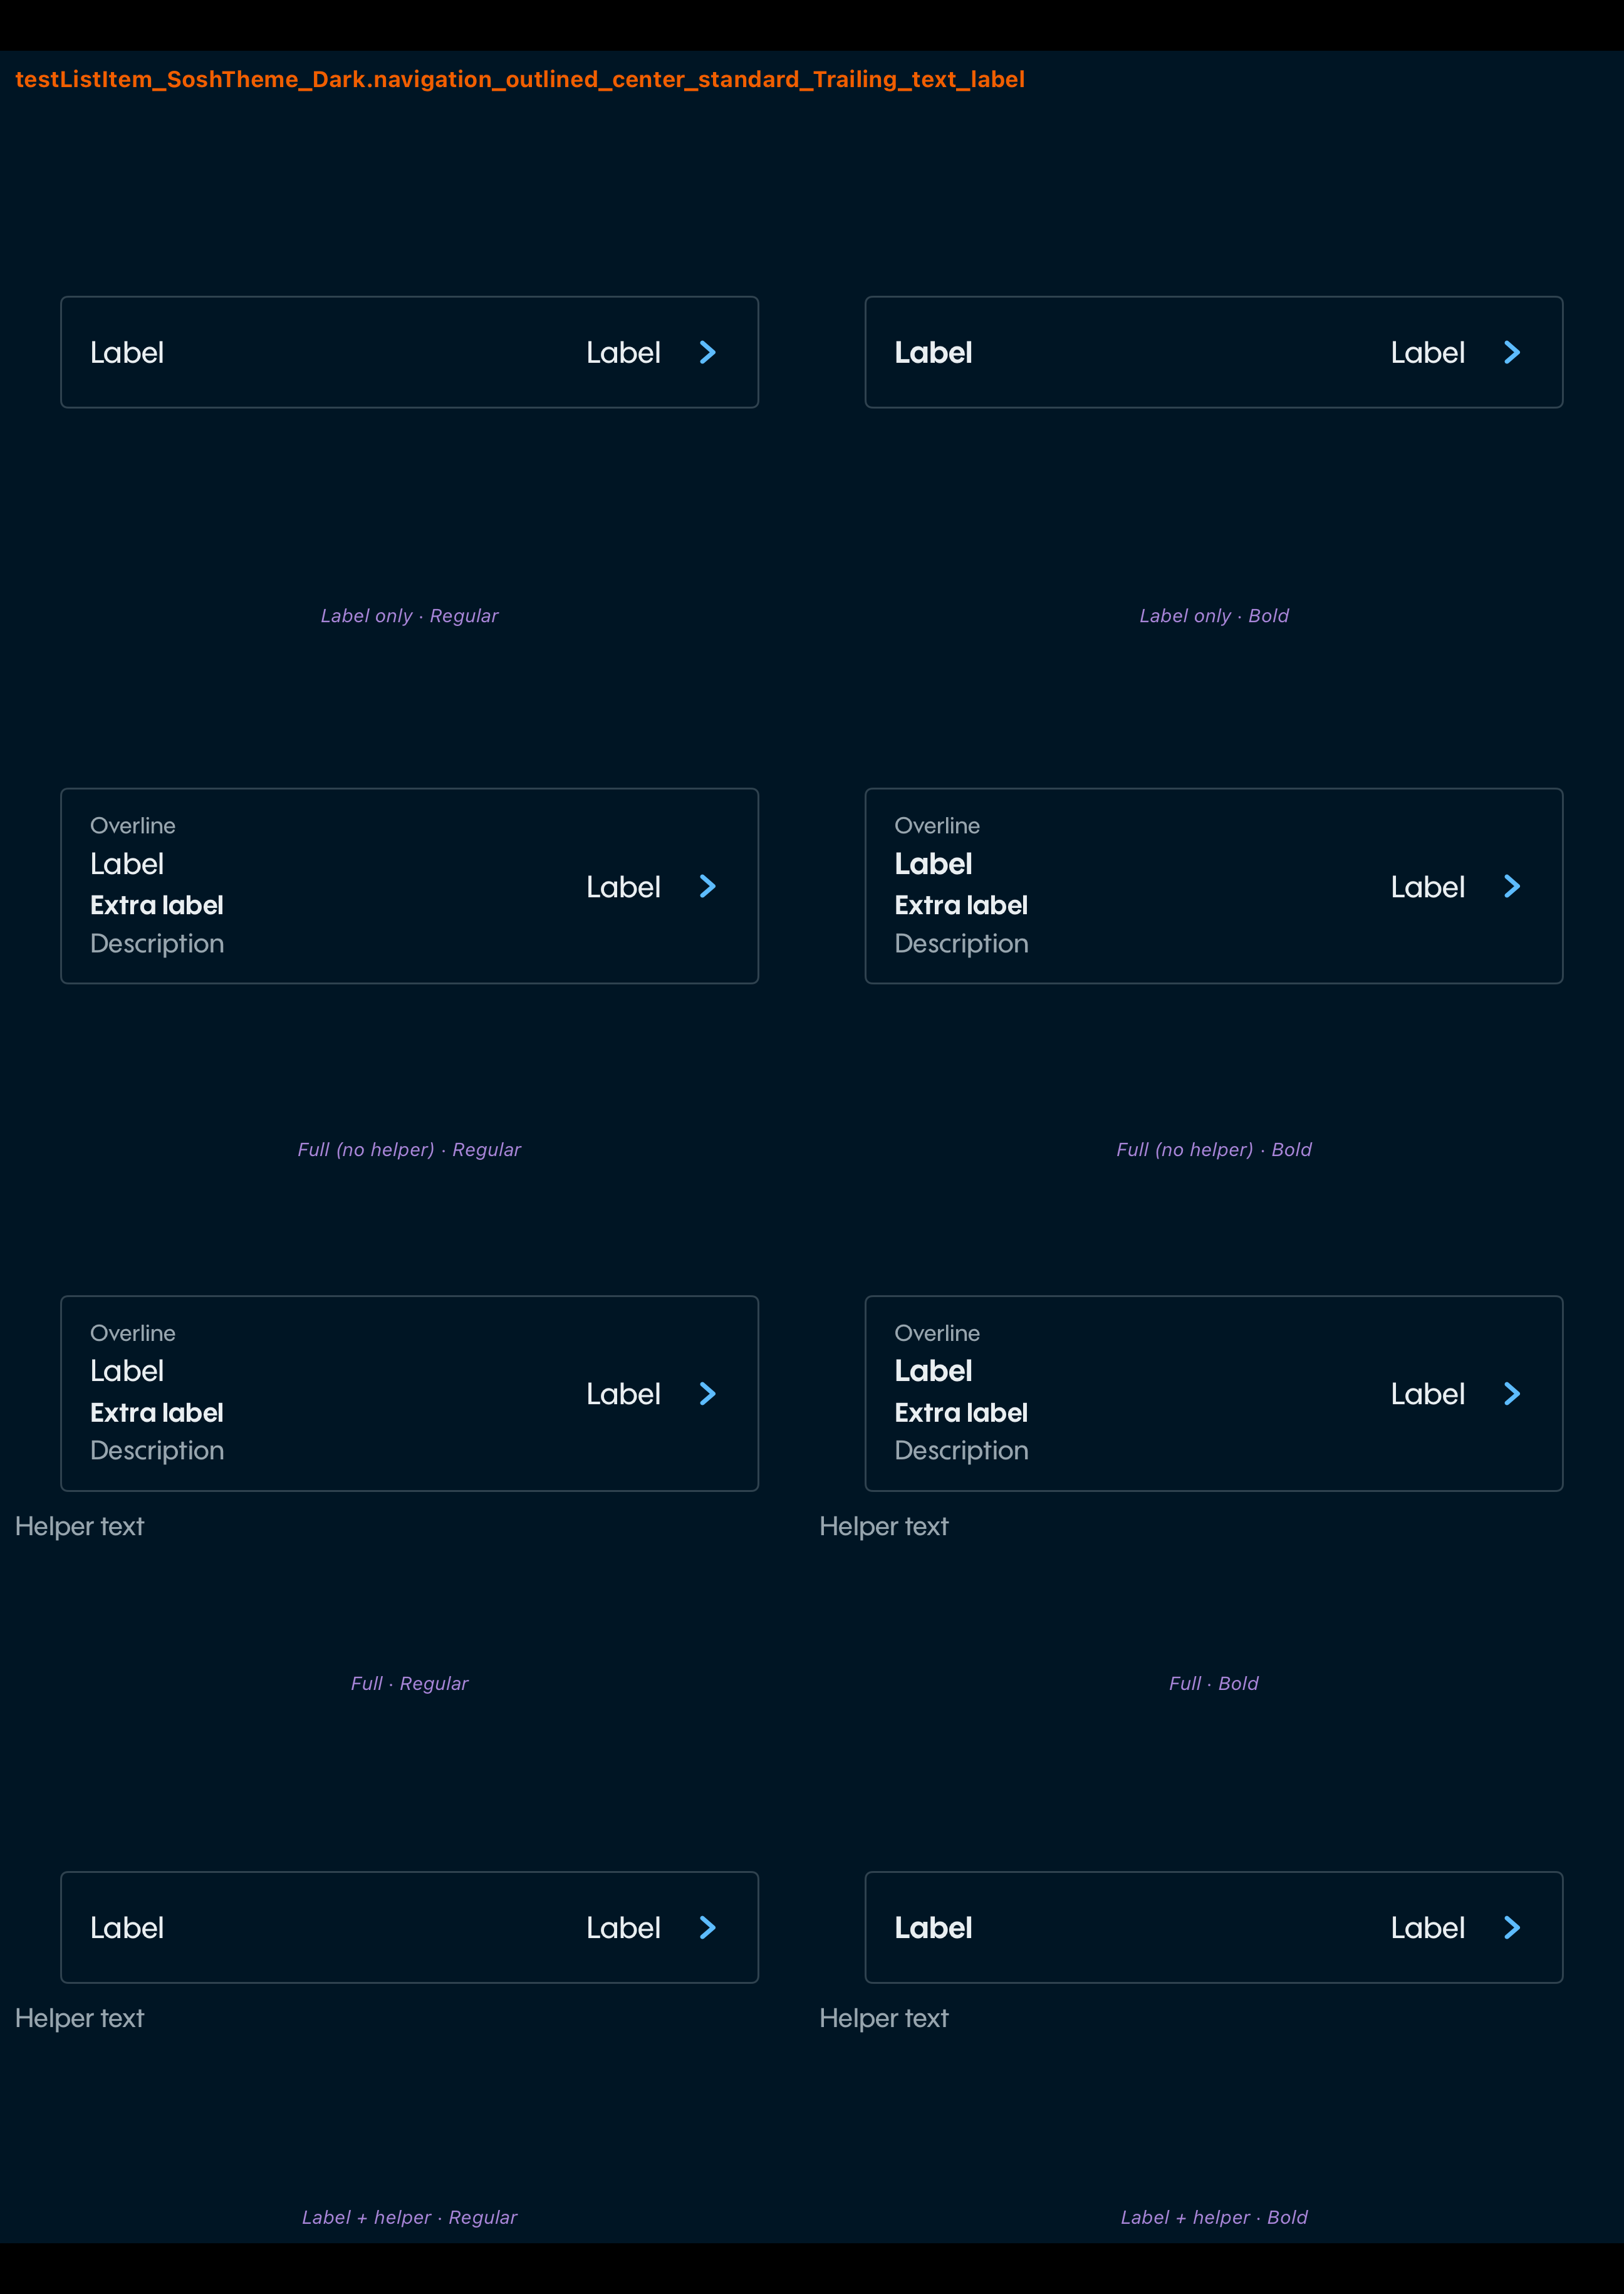 testListItem_SoshTheme_Dark.navigation_outlined_center_standard_Trailing_text_label
Label Label Label Label
Label only · Regular Label only · Bold
Overline Overline
Label Label
Label Label
Extra label Extra label
Description Description
Full (no helper) · Regular Full (no helper) · Bold
Overline Overline
Label Label
Label Label
Extra label Extra label
Description Description
Helper text Helper text
Full · Regular Full · Bold
Label Label Label Label
Helper text Helper text
Label + helper · Regular Label + helper · Bold